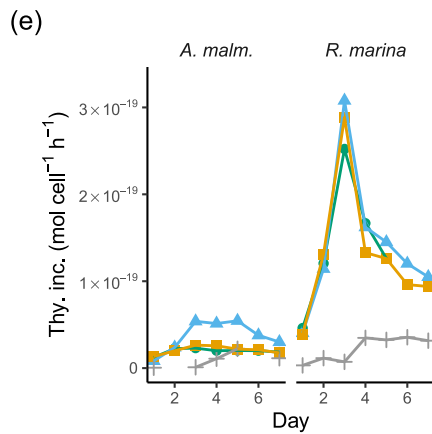 (e)
A. malm. R. marina
Thy. inc. (mol cell⁻¹ h⁻¹)
3 × 10⁻¹⁹
2 × 10⁻¹⁹
1 × 10⁻¹⁹
0
2 4 6 2 4 6
Day